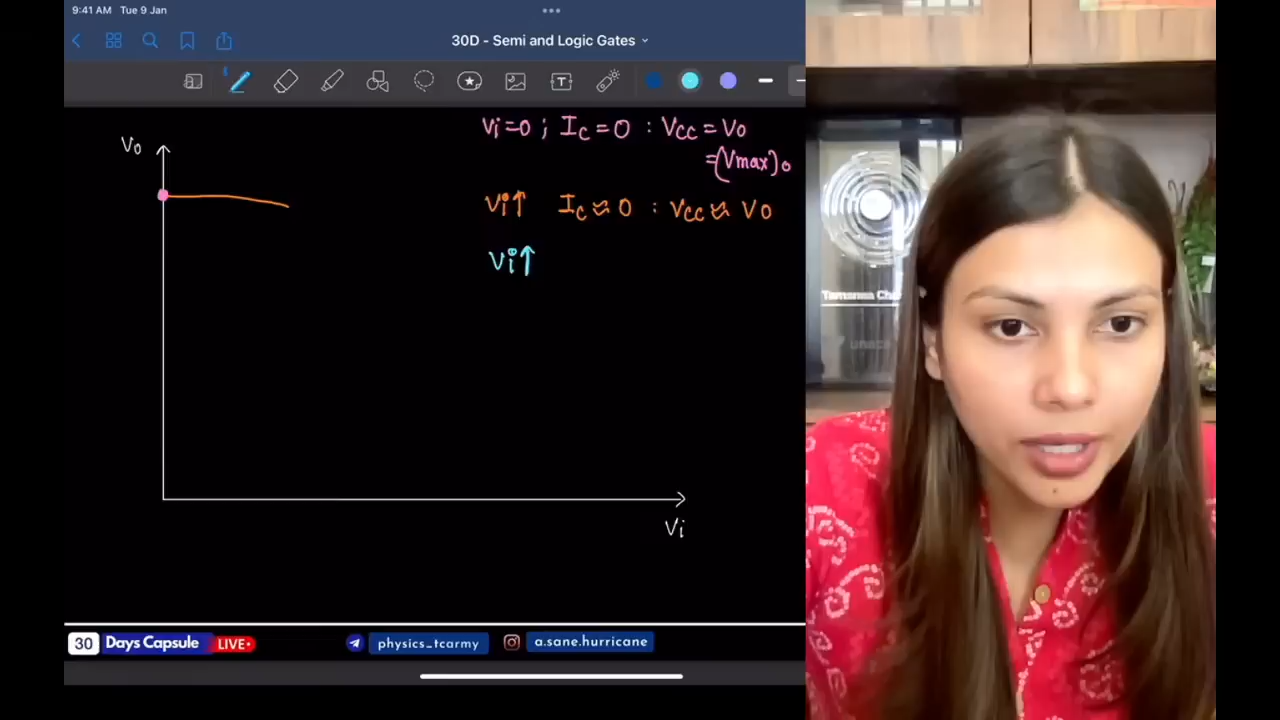 9:41 AM Tue 9 Jan
30D - Semi and Logic Gates
T
Vo
Vi=0 ; Ic=0 : Vcc=Vo
=(Vmax)o
Vi↑ Ic≈0 : Vcc≈Vo
Vi↑
Vi
30 Days Capsule LIVE
physics_tcarmy
a.sane.hurricane